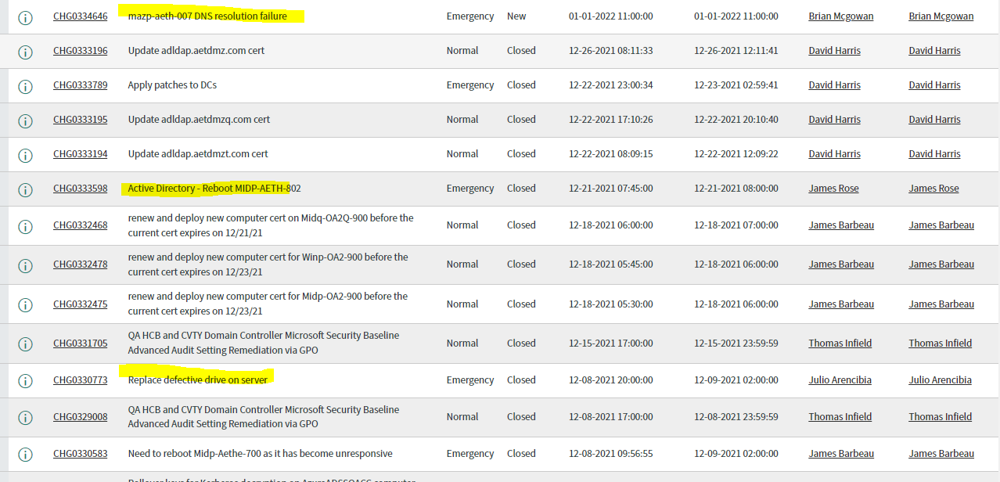 CHG0334646 mazp-aeth-007 DNS resolution failure Emergency New 01-01-2022 11:00:00 01-01-2022 11:00:00 Brian Mcgowan Brian Mcgowan
CHG0333196 Update adldap.aetdmz.com cert Normal Closed 12-26-2021 08:11:33 12-26-2021 12:11:41 David Harris David Harris
CHG0333789 Apply patches to DCs Emergency Closed 12-22-2021 23:00:34 12-23-2021 02:59:41 David Harris David Harris
CHG0333195 Update adldap.aetdmzq.com cert Normal Closed 12-22-2021 17:10:26 12-22-2021 20:10:40 David Harris David Harris
CHG0333194 Update adldap.aetdmzt.com cert Normal Closed 12-22-2021 08:09:15 12-22-2021 12:09:22 David Harris David Harris
CHG0333598 Active Directory - Reboot MIDP-AETH-802 Emergency Closed 12-21-2021 07:45:00 12-21-2021 08:00:00 James Rose James Rose
renew and deploy new computer cert on Midq-OA2Q-900 before the
CHG0332468 current cert expires on 12/21/21 Normal Closed 12-18-2021 06:00:00 12-18-2021 07:00:00 James Barbeau James Barbeau
renew and deploy new computer cert for Winp-OA2-900 before the
CHG0332478 current cert expires on 12/23/21 Normal Closed 12-18-2021 05:45:00 12-18-2021 06:00:00 James Barbeau James Barbeau
renew and deploy new computer cert for Midp-OA2-900 before the
CHG0332475 current cert expires on 12/23/21 Normal Closed 12-18-2021 05:30:00 12-18-2021 06:00:00 James Barbeau James Barbeau
QA HCB and CVTY Domain Controller Microsoft Security Baseline
CHG0331705 Advanced Audit Setting Remediation via GPO Normal Closed 12-15-2021 17:00:00 12-15-2021 23:59:59 Thomas Infield Thomas Infield
CHG0330773 Replace defective drive on server Emergency Closed 12-08-2021 20:00:00 12-09-2021 02:00:00 Julio Arencibia Julio Arencibia
QA HCB and CVTY Domain Controller Microsoft Security Baseline
CHG0329008 Advanced Audit Setting Remediation via GPO Normal Closed 12-08-2021 17:00:00 12-08-2021 23:59:59 Thomas Infield Thomas Infield
CHG0330583 Need to reboot Midp-Aethe-700 as it has become unresponsive Emergency Closed 12-08-2021 09:56:55 12-09-2021 02:00:00 James Barbeau James Barbeau